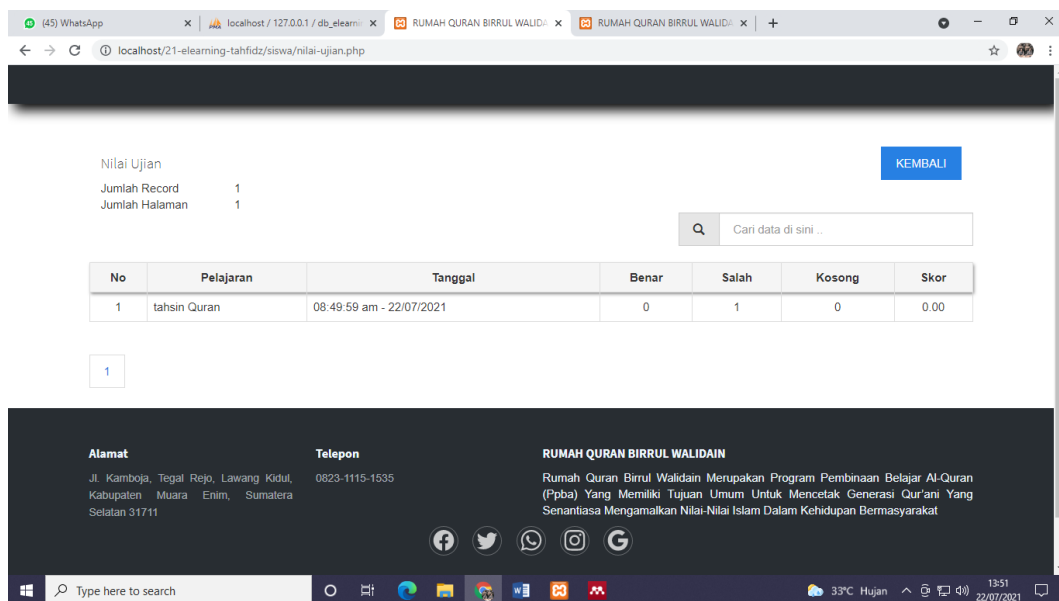 (45) WhatsApp
localhost / 127.0.0.1 / db_elearni
RUMAH QURAN BIRRUL WALIDA
RUMAH QURAN BIRRUL WALIDA
localhost/21-elearning-tahfidz/siswa/nilai-ujian.php
Nilai Ujian
KEMBALI
Jumlah Record 1
Jumlah Halaman 1
Cari data di sini ..
No Pelajaran Tanggal Benar Salah Kosong Skor
1 tahsin Quran 08:49:59 am - 22/07/2021 0 1 0 0.00
1
Alamat Telepon RUMAH QURAN BIRRUL WALIDAIN
Jl. Kamboja, Tegal Rejo, Lawang Kidul, 0823-1115-1535 Rumah Quran Birrul Walidain Merupakan Program Pembinaan Belajar Al-Quran
Kabupaten Muara Enim, Sumatera (Ppba) Yang Memiliki Tujuan Umum Untuk Mencetak Generasi Qur'ani Yang
Selatan 31711 Senantiasa Mengamalkan Nilai-Nilai Islam Dalam Kehidupan Bermasyarakat
Type here to search
33°C Hujan
13:51
22/07/2021